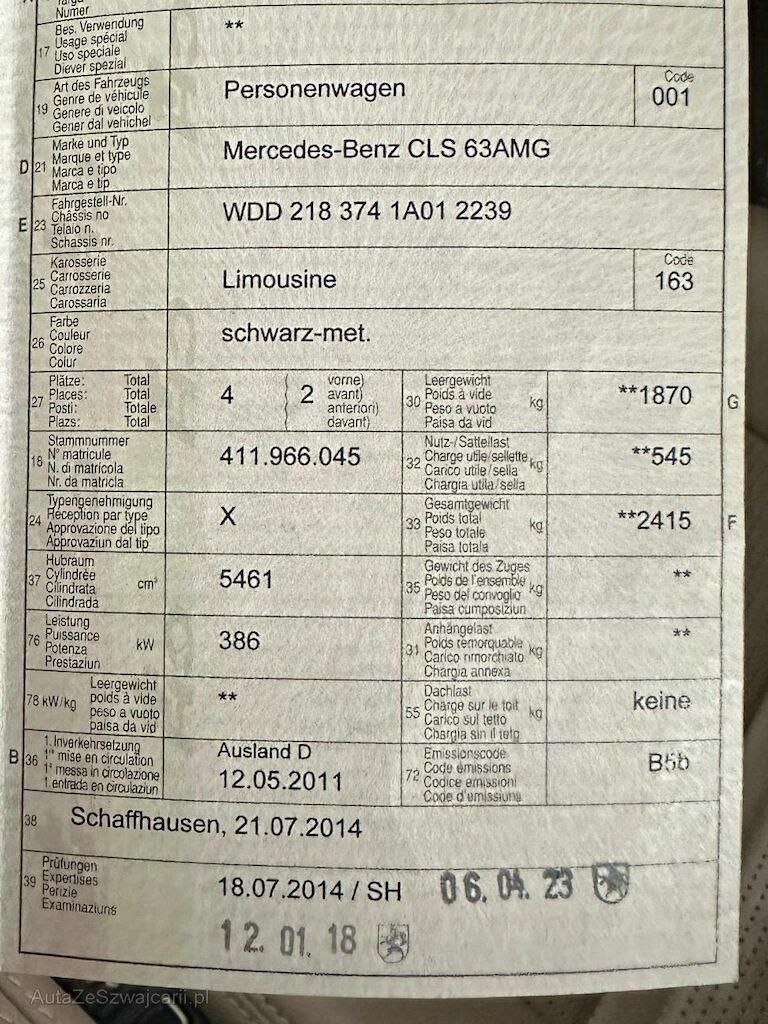 Numer
17 Bes. Verwendung
Usage spécial
Uso speciale
Diever spezial
**
19 Art des Fahrzeugs
Genre de véhicule
Genere di veicolo
Gener dal vehichel
Personenwagen
Code
001
D 21 Marke und Typ
Marque et type
Marca e tipo
Marca e tip
Mercedes-Benz CLS 63AMG
E 23 Fahrgestell-Nr.
Châssis no
Telaio n.
Schassis nr.
WDD 218 374 1A01 2239
25 Karosserie
Carrosserie
Carrozzeria
Carossaria
Limousine
Code
163
26 Farbe
Couleur
Colore
Colur
schwarz-met.
27 Plätze: Total
Places: Total
Posti: Totale
Plazs: Total
4 ( 2 vorne)
avant)
anteriori)
davant)
30 Leergewicht
Poids à vide
Peso a vuoto
Paisa da vid
kg
**1870
G
18 Stammnummer
N° matricule
N. di matricola
Nr. da matricla
411.966.045
32 Nutz-/Sattellast
Charge utile/sellette
Carico utile/sella
Chargia utila/sella
kg
**545
24 Typengenehmigung
Réception par type
Approvazione del tipo
Approvaziun dal tip
X
33 Gesamtgewicht
Poids total
Peso totale
Paisa totala
kg
**2415
F
37 Hubraum
Cylindrée
Cilindrata
Cilindrada
cm³
5461
35 Gewicht des Zuges
Poids de l'ensemble
Peso del convoglio
Paisa cumposiziun
kg
**
76 Leistung
Puissance
Potenza
Prestaziun
kW
386
31 Anhängelast
Poids remorquable
Carico rimorchiato
Chargia annexa
kg
**
78 kW/kg Leergewicht
poids à vide
peso a vuoto
paisa da vid
**
55 Dachlast
Charge sur le toit
Carico sul tetto
Chargia sin il tetg
kg
keine
B 36 1. Inverkehrsetzung
1re mise en circulation
1a messa in circolazione
1. entrada en circulaziun
Ausland D
12.05.2011
72 Emissionscode
Code émissions
Codice emissioni
Code d'emissiuns
B5b
38 Schaffhausen, 21.07.2014
39 Prüfungen
Expertises
Perizie
Examinaziuns
18.07.2014 / SH 06. 04. 23
12. 01. 18
AutaZeSzwajcarii.pl